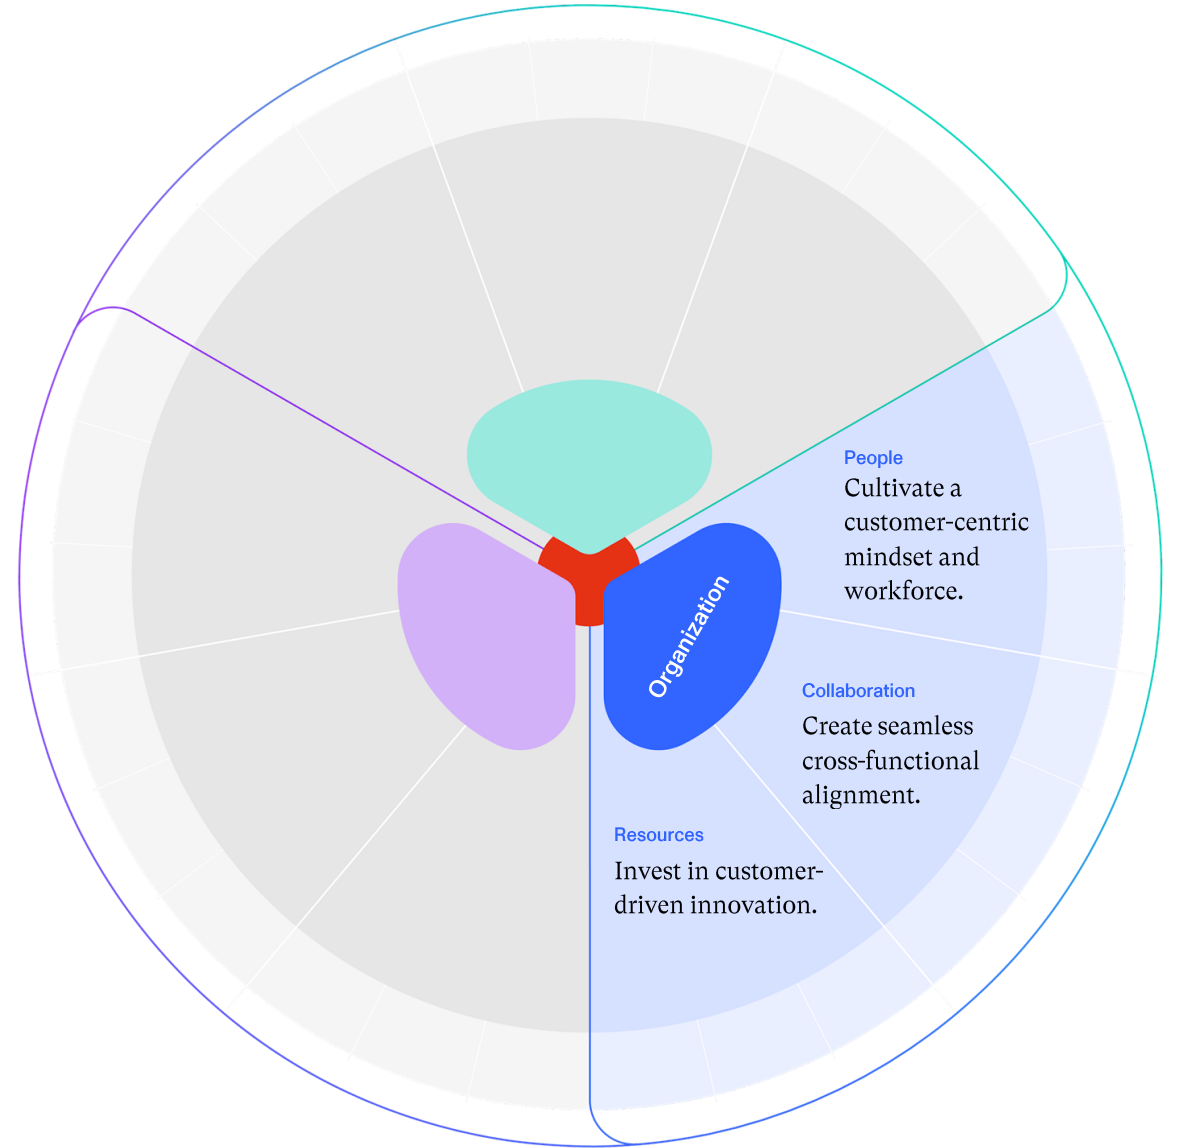 People
Cultivate a
customer-centric
mindset and
workforce.
Organization
Collaboration
Create seamless
cross-functional
alignment.
Resources
Invest in customer-
driven innovation.